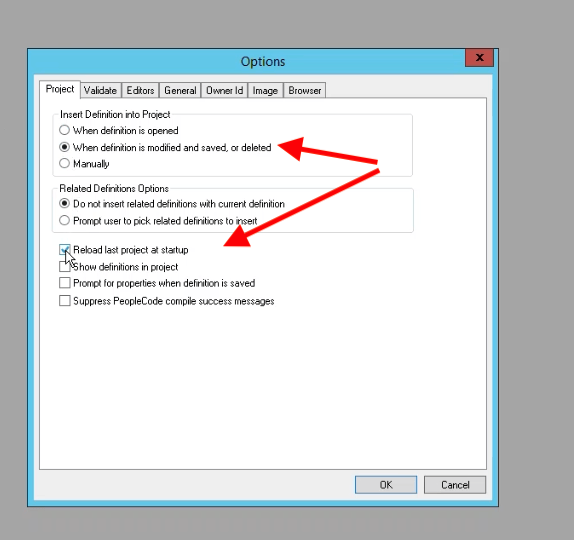 Options
x
Project Validate Editors General Owner Id Image Browser
Insert Definition into Project
When definition is opened
When definition is modified and saved, or deleted
Manually
Related Definitions Options
Do not insert related definitions with current definition
Prompt user to pick related definitions to insert
Reload last project at startup
Show definitions in project
Prompt for properties when definition is saved
Suppress PeopleCode compile success messages
OK Cancel